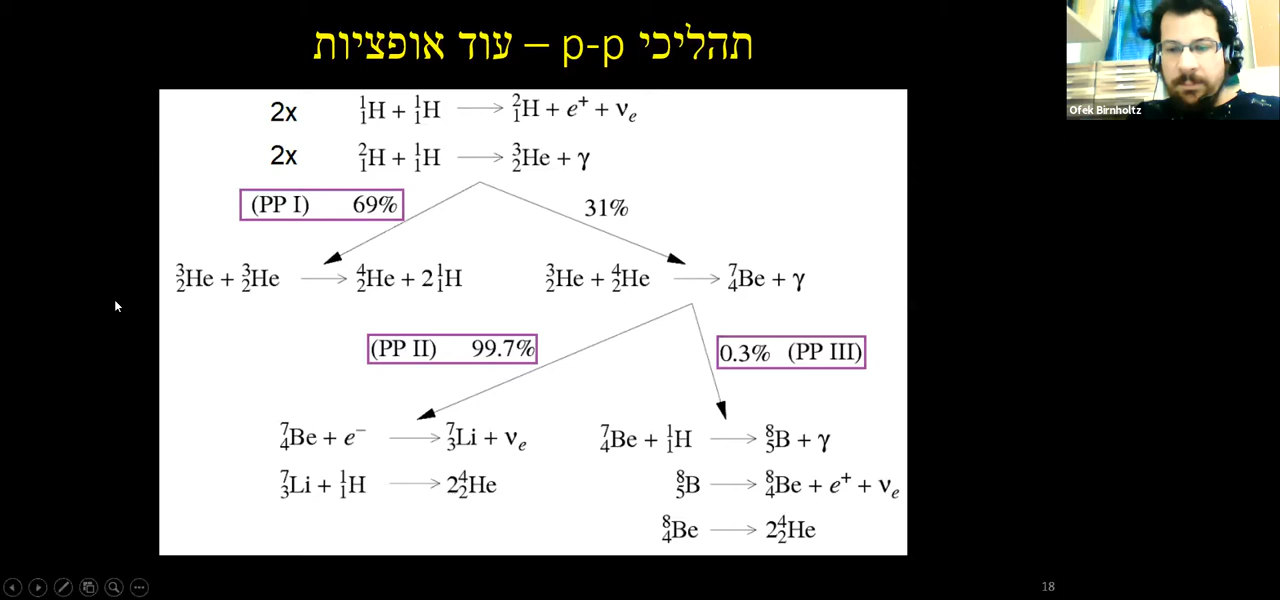 תהליכי p-p – עוד אופציות
Ofek Birnholtz
2x ¹₁H + ¹₁H ⟶ ²₁H + e⁺ + νₑ
2x ²₁H + ¹₁H ⟶ ³₂He + γ
(PP I) 69% 31%
³₂He + ³₂He ⟶ ⁴₂He + 2¹₁H ³₂He + ⁴₂He ⟶ ⁷₄Be + γ
(PP II) 99.7% 0.3% (PP III)
⁷₄Be + e⁻ ⟶ ⁷₃Li + νₑ ⁷₄Be + ¹₁H ⟶ ⁸₅B + γ
⁷₃Li + ¹₁H ⟶ 2⁴₂He ⁸₅B ⟶ ⁸₄Be + e⁺ + νₑ
⁸₄Be ⟶ 2⁴₂He
18